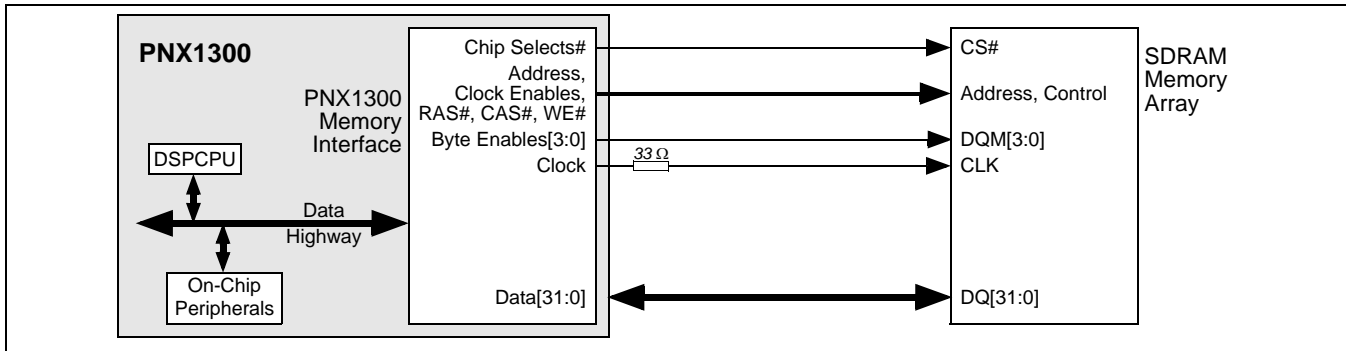 PNX1300
PNX1300
Memory
Interface
DSPCPU
Data
Highway
On-Chip
Peripherals
Chip Selects#
Address,
Clock Enables,
RAS#, CAS#, WE#
Byte Enables[3:0]
Clock
Data[31:0]
33 Ω
CS#
Address, Control
DQM[3:0]
CLK
DQ[31:0]
SDRAM
Memory
Array